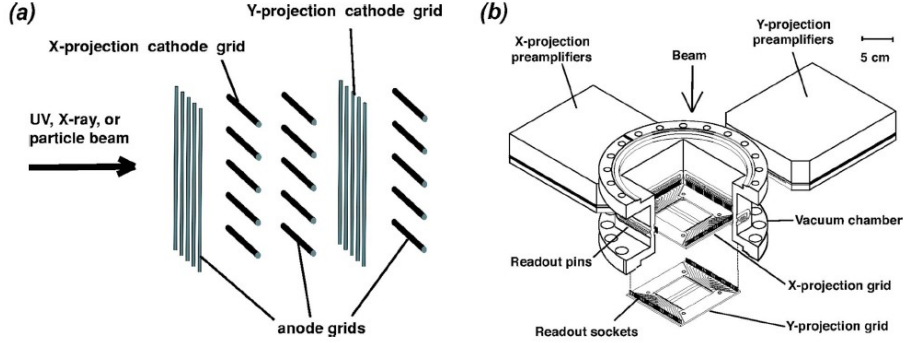 (a)
Y-projection cathode grid
X-projection cathode grid
UV, X-ray, or
particle beam
anode grids
(b)
X-projection
preamplifiers
Beam
Y-projection
preamplifiers
5 cm
Vacuum chamber
Readout pins
X-projection grid
Readout sockets
Y-projection grid